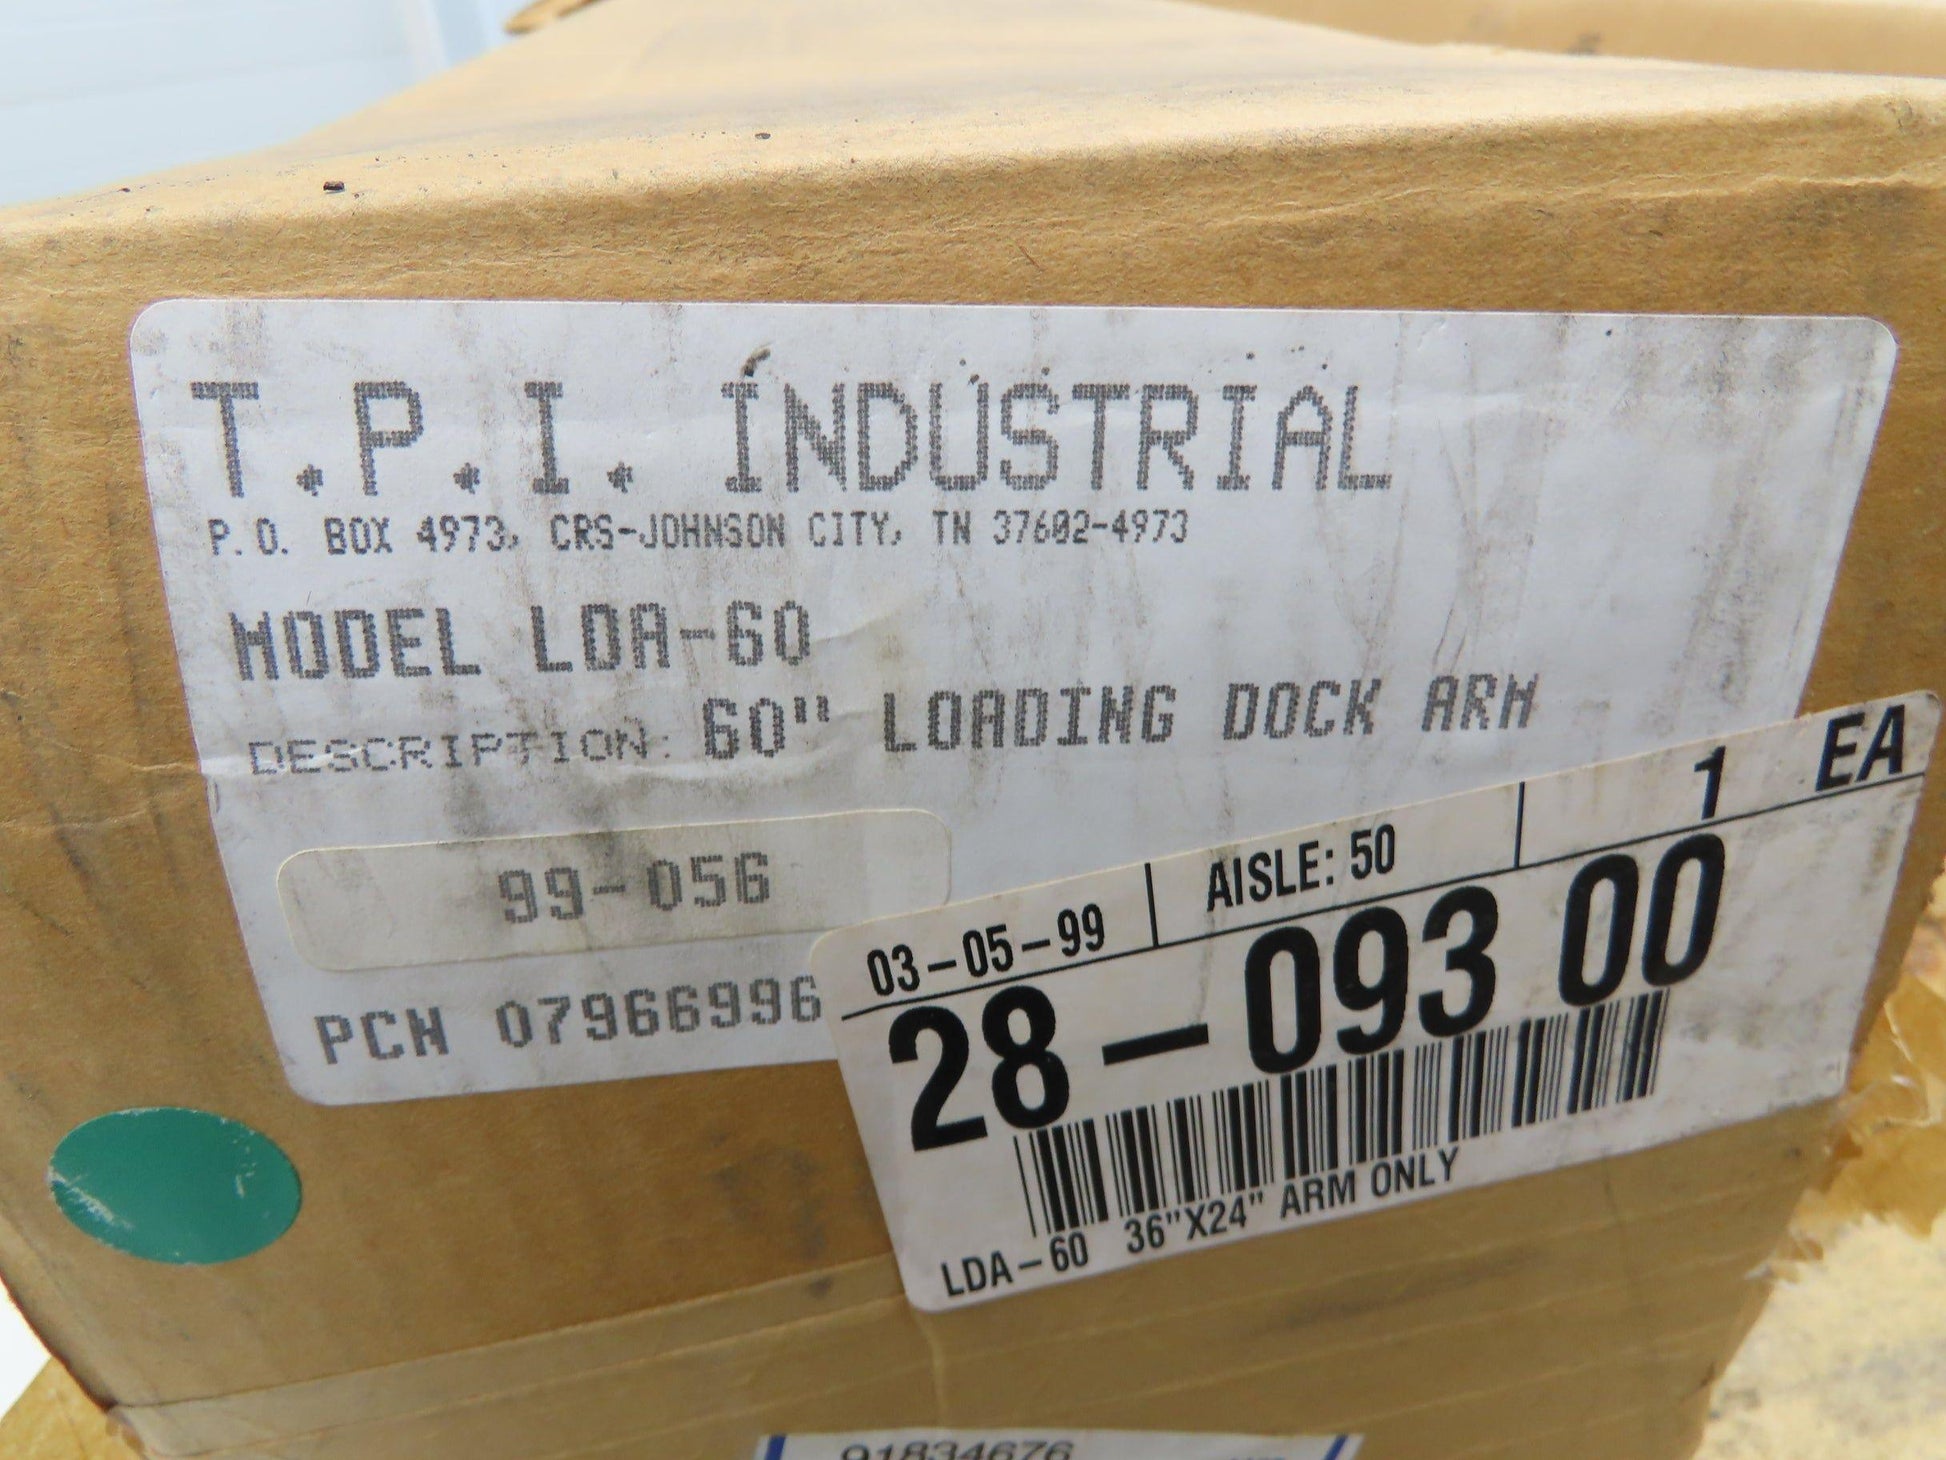 T.P.I. INDUSTRIAL
P.O. BOX 4973, CRS-JOHNSON CITY, TN 37602-4973
MODEL LDA-60
DESCRIPTION: 60" LOADING DOCK ARM
99-056
PCN 07966996
1 EA
03-05-99 AISLE: 50
28-093 00
LDA-60 36"X24" ARM ONLY
91834676